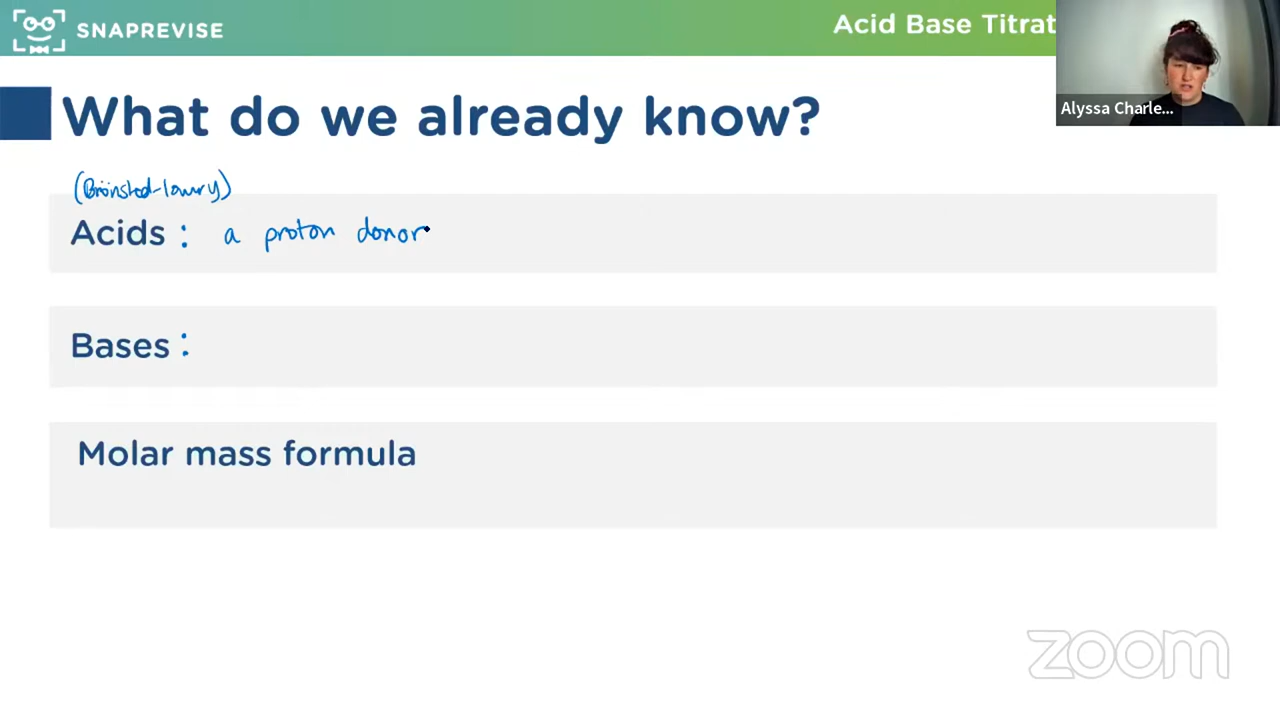 SNAPREVISE
Acid Base Titrat
Alyssa Charle...
What do we already know?
(Brönsted-lowry)
Acids : a proton donor
Bases :
Molar mass formula
zoom